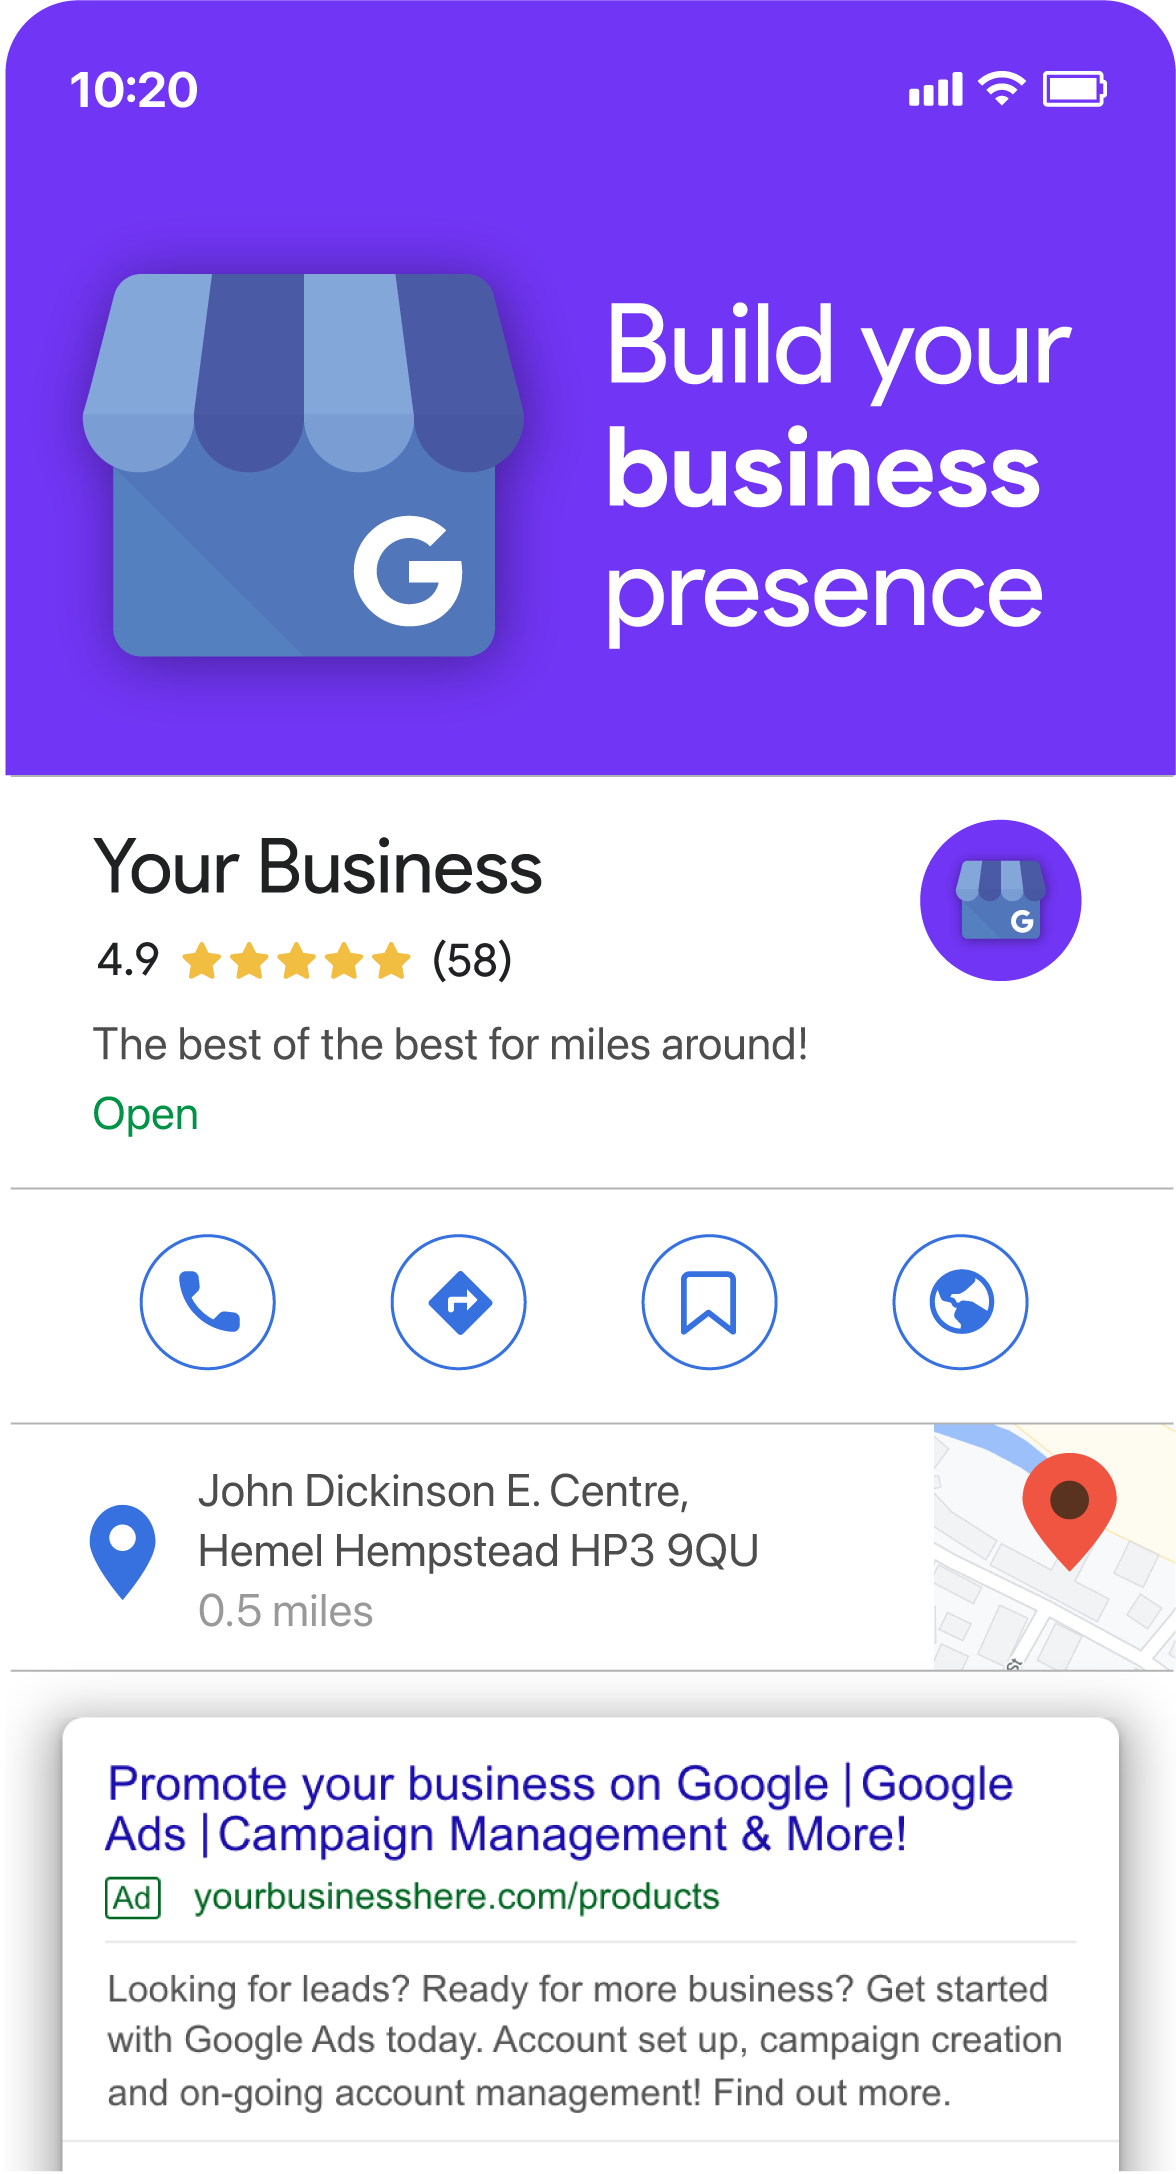 10:20
Build your
business
presence
G
Your Business
G
4.9 (58)
The best of the best for miles around!
Open
John Dickinson E. Centre,
Hemel Hempstead HP3 9QU
0.5 miles
St
Promote your business on Google | Google
Ads | Campaign Management & More!
Ad yourbusinesshere.com/products
Looking for leads? Ready for more business? Get started
with Google Ads today. Account set up, campaign creation
and on-going account management! Find out more.